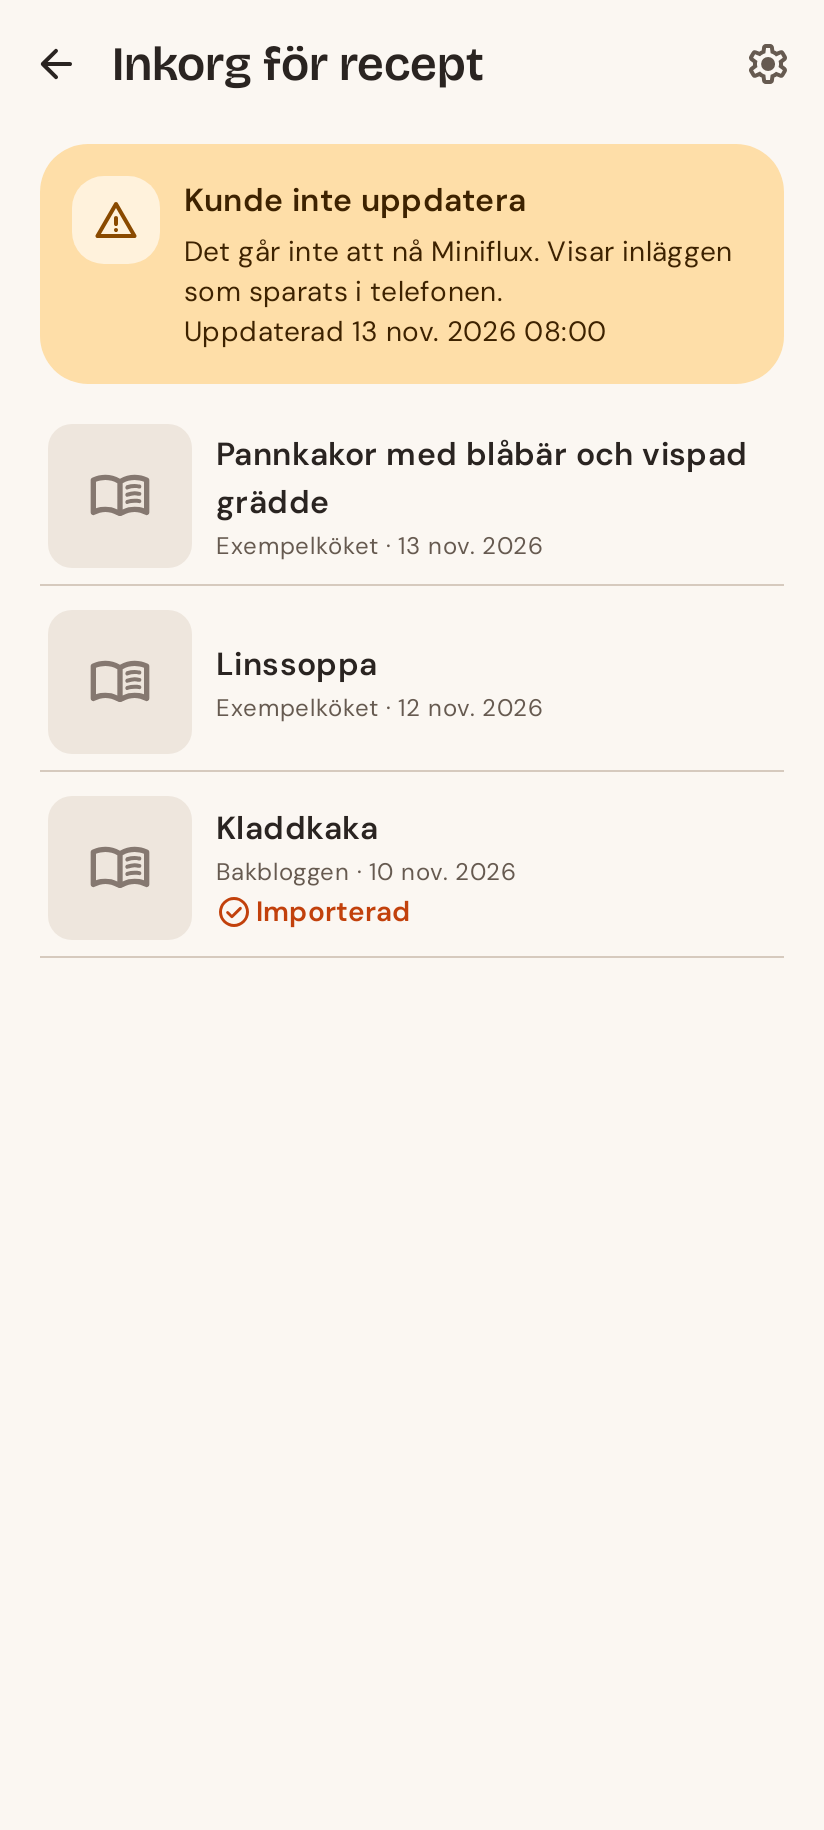 Inkorg för recept
Kunde inte uppdatera
Det går inte att nå Miniflux. Visar inläggen
som sparats i telefonen.
Uppdaterad 13 nov. 2026 08:00
Pannkakor med blåbär och vispad
grädde
Exempelköket · 13 nov. 2026
Linssoppa
Exempelköket · 12 nov. 2026
Kladdkaka
Bakbloggen · 10 nov. 2026
Importerad